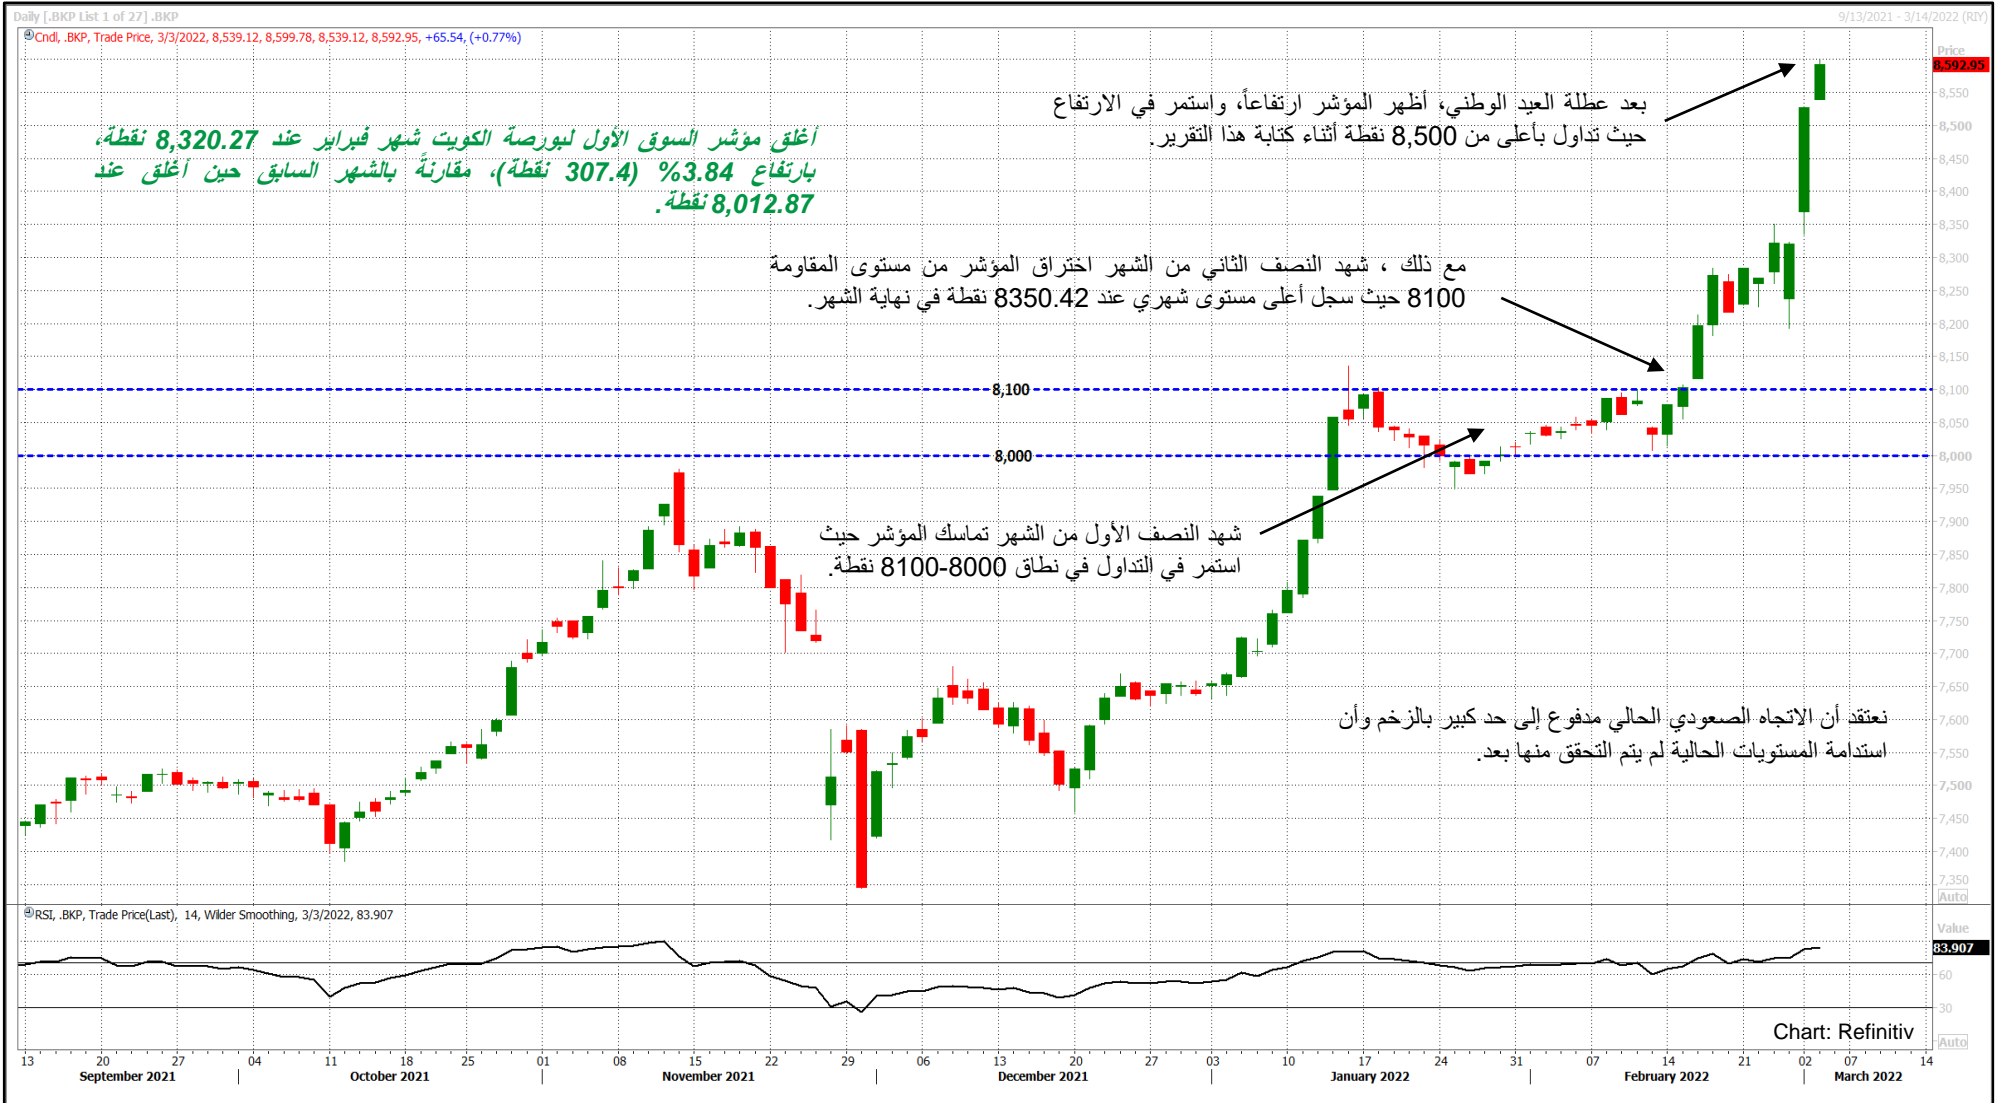 Daily [.BKP List 1 of 27] .BKP
9/13/2021 - 3/14/2022 (RIY)
Cndl, .BKP, Trade Price, 3/3/2022, 8,539.12, 8,599.78, 8,539.12, 8,592.95, +65.54, (+0.77%)
Price
8,592.95
8,550
8,500
8,450
8,400
8,350
8,300
8,250
8,200
8,150
8,100
8,050
8,000
7,950
7,900
7,850
7,800
7,750
7,700
7,650
7,600
7,550
7,500
7,450
7,400
7,350
Auto
بعد عطلة العيد الوطني، أظهر المؤشر ارتفاعاً، واستمر في الارتفاع
حيث تداول بأعلى من 8,500 نقطة أثناء كتابة هذا التقرير.
أغلق مؤشر السوق الأول لبورصة الكويت شهر فبراير عند 8,320.27 نقطة،
بارتفاع 3.84% (307.4 نقطة)، مقارنةً بالشهر السابق حين أغلق عند
8,012.87 نقطة.
مع ذلك ، شهد النصف الثاني من الشهر اختراق المؤشر من مستوى المقاومة
8100 حيث سجل أعلى مستوى شهري عند 8350.42 نقطة في نهاية الشهر.
8,100
8,000
شهد النصف الأول من الشهر تماسك المؤشر حيث
استمر في التداول في نطاق 8000-8100 نقطة.
نعتقد أن الاتجاه الصعودي الحالي مدفوع إلى حد كبير بالزخم وأن
استدامة المستويات الحالية لم يتم التحقق منها بعد.
RSI, .BKP, Trade Price(Last), 14, Wilder Smoothing, 3/3/2022, 83.907
Value
83.907
60
30
Auto
Chart: Refinitiv
13 20 27 04 11 18 25 01 08 15 22 29 06 13 20 27 03 10 17 24 31 07 14 21 02 07 14
September 2021 October 2021 November 2021 December 2021 January 2022 February 2022 March 2022